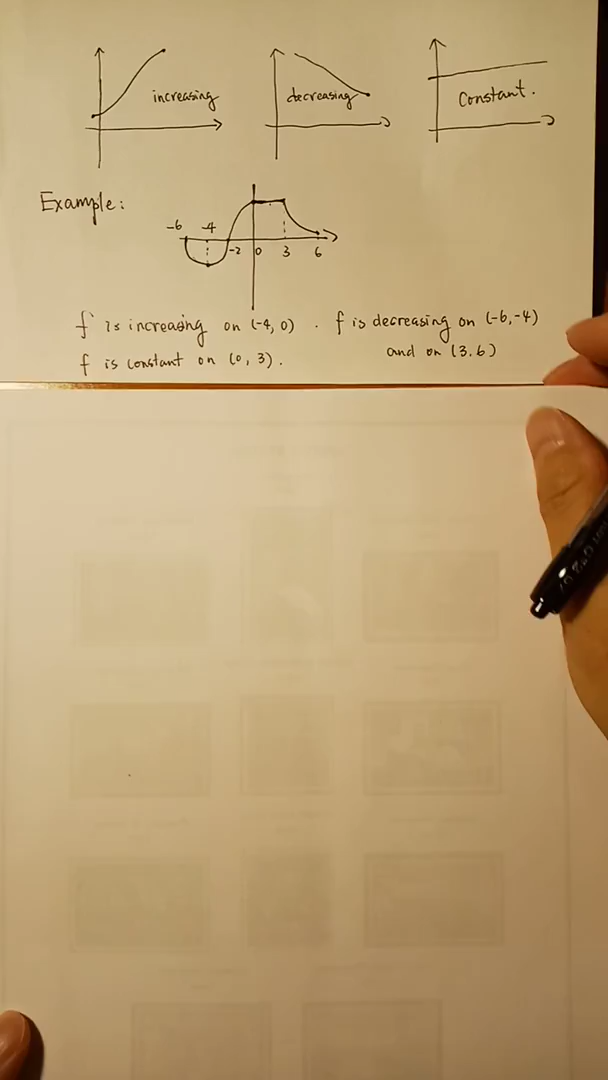 increasing
decreasing
Constant.
Example:
-6 -4
-2 0 3 6
f is increasing on (-4, 0) . f is decreasing on (-6,-4)
f is constant on (0, 3). and on (3.6)